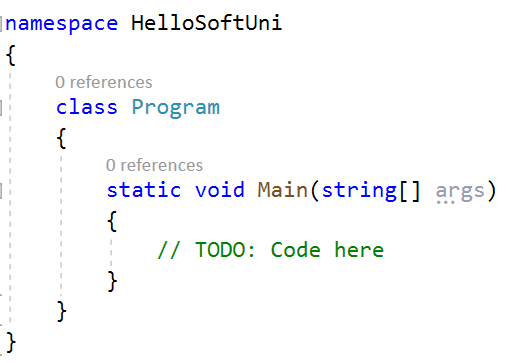 namespace HelloSoftUni
{
0 references
class Program
{
0 references
static void Main(string[] args)
{
// TODO: Code here
}
}
}